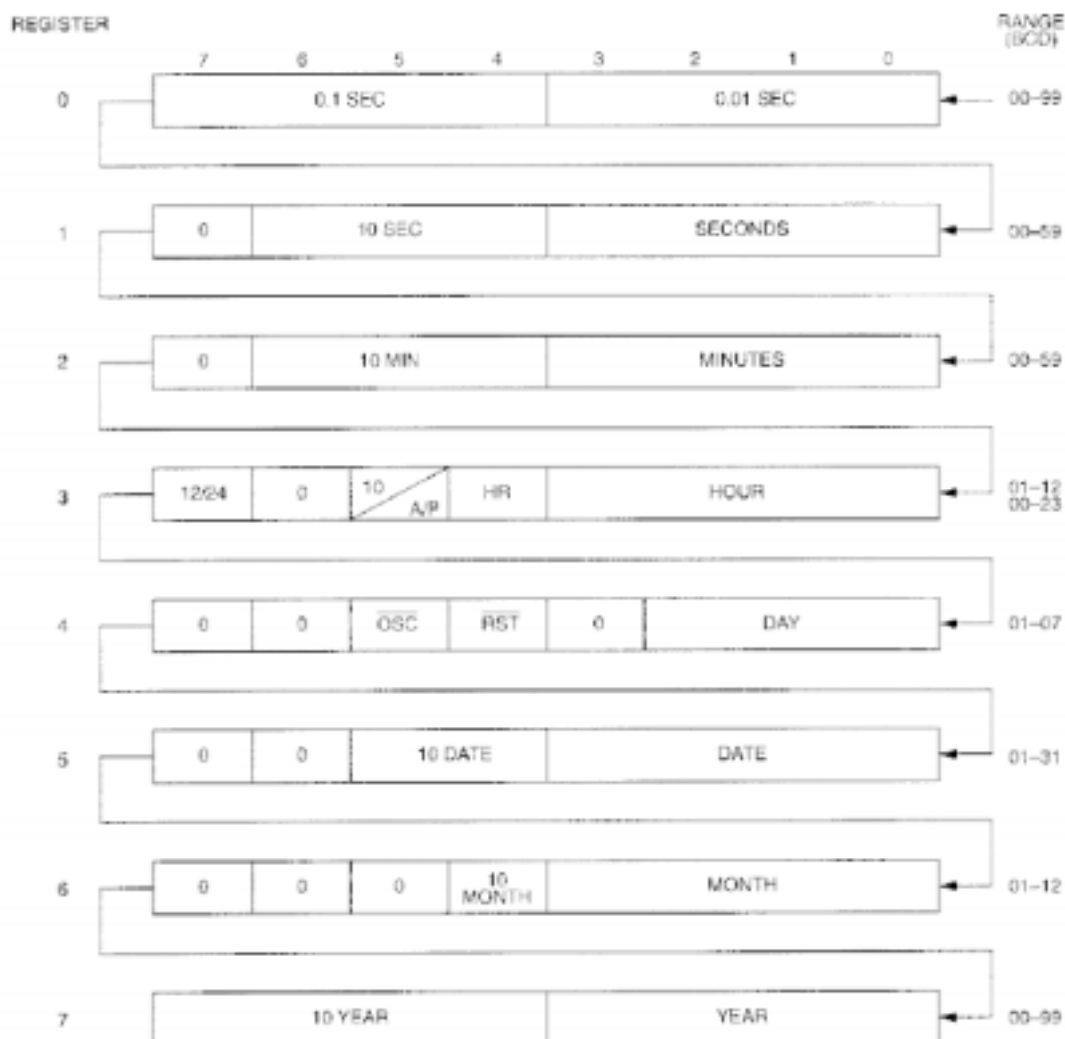 REGISTER
RANGE
(BCD)
7 6 5 4 3 2 1 0
0 0.1 SEC 0.01 SEC 00–99
1 0 10 SEC SECONDS 00–59
2 0 10 MIN MINUTES 00–59
3 12/24 0 10 A/P HR HOUR 01–12
00–23
4 0 0 OSC RST 0 DAY 01–07
5 0 0 10 DATE DATE 01–31
6 0 0 0 10 MONTH MONTH 01–12
7 10 YEAR YEAR 00–99